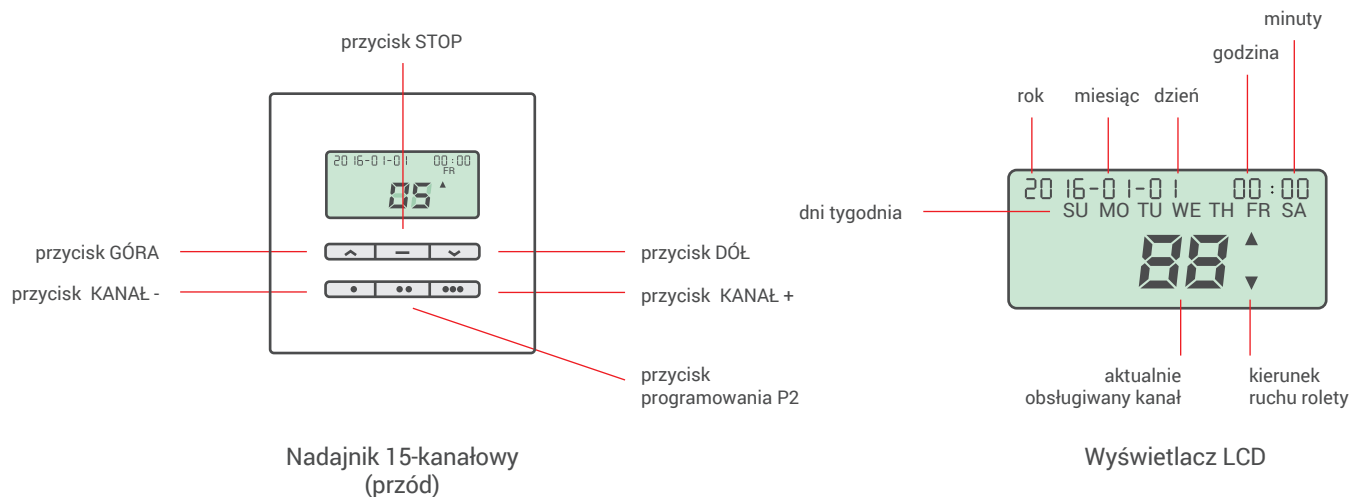 przycisk STOP
2016-01-01 00:00
FR
05
przycisk GÓRA
przycisk DÓŁ
przycisk KANAŁ -
przycisk KANAŁ +
przycisk
programowania P2
Nadajnik 15-kanałowy
(przód)
minuty
godzina
rok miesiąc dzień
2016-01-01 00:00
dni tygodnia
SU MO TU WE TH FR SA
88
aktualnie
obsługiwany kanał
kierunek
ruchu rolety
Wyświetlacz LCD